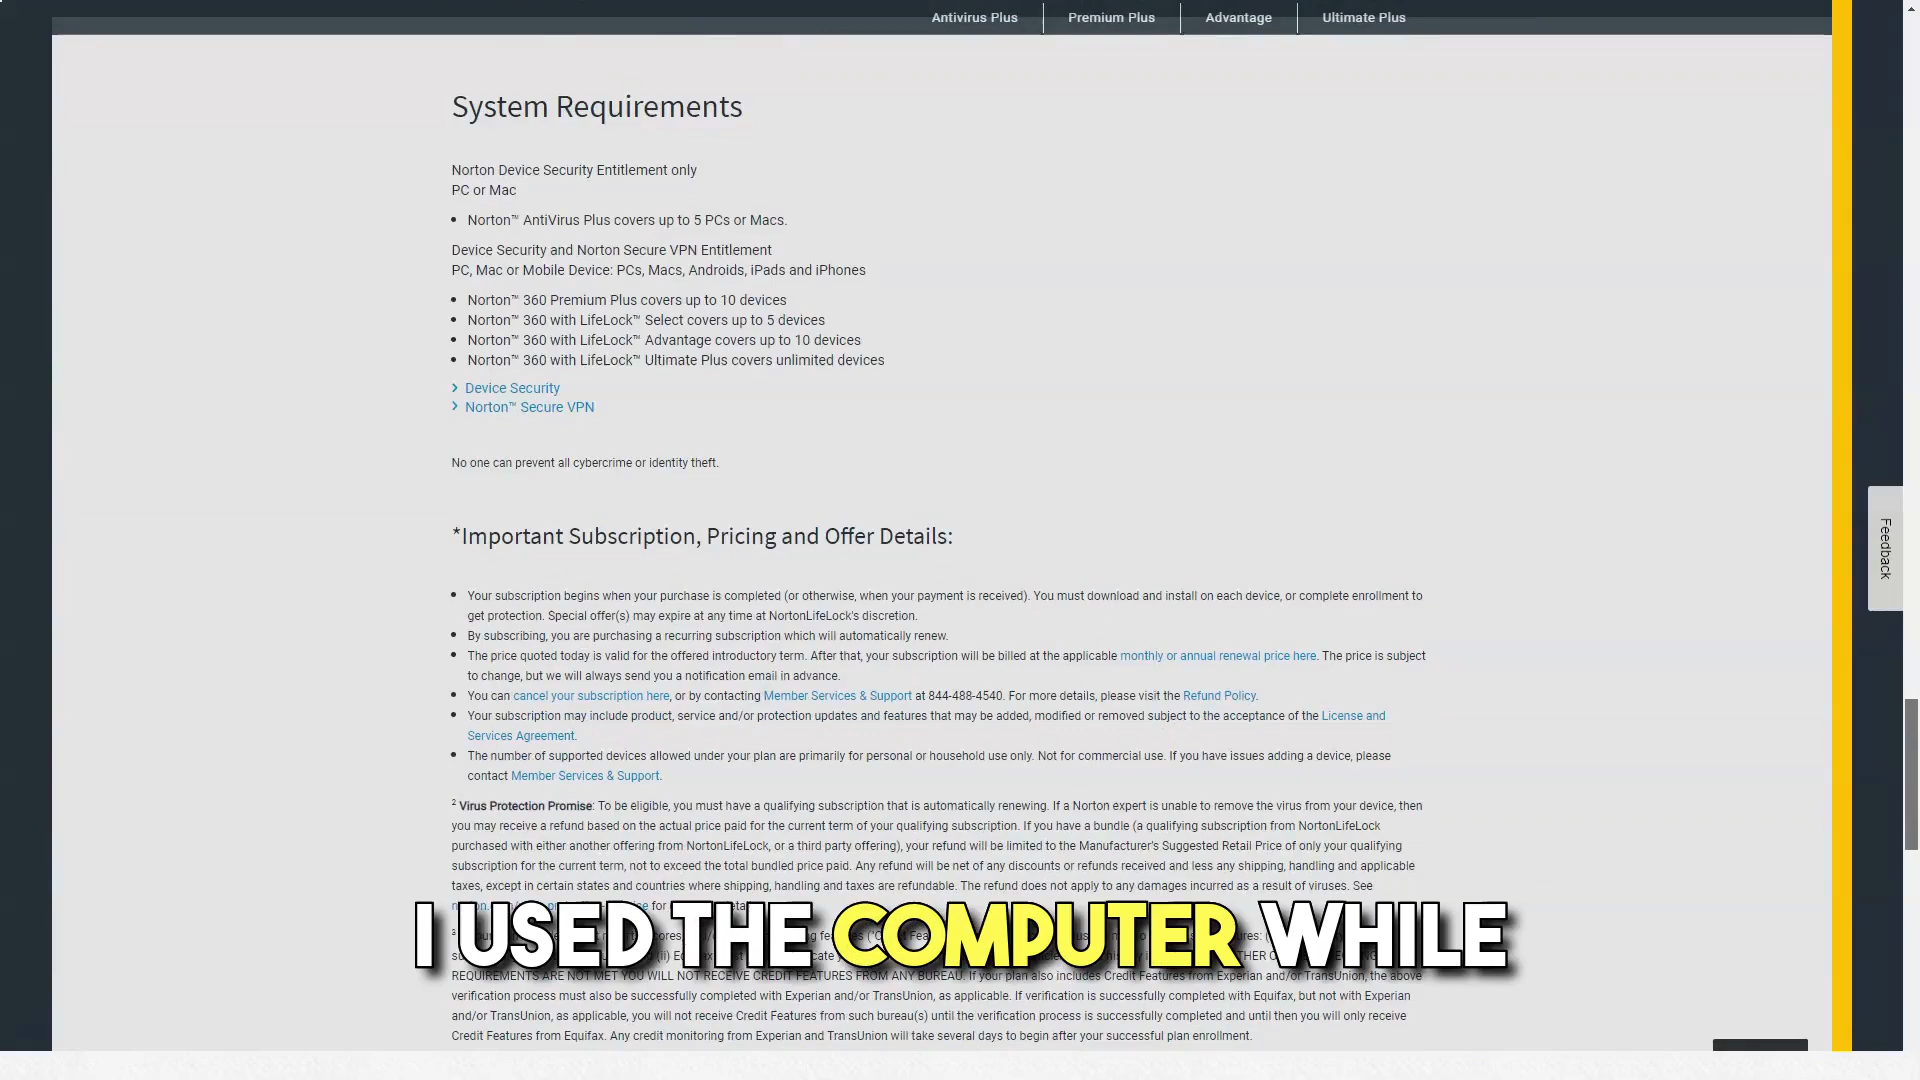 Antivirus Plus
Premium Plus
Advantage
Ultimate Plus
System Requirements
Norton Device Security Entitlement only
PC or Mac
• Norton™ AntiVirus Plus covers up to 5 PCs or Macs.
Device Security and Norton Secure VPN Entitlement
PC, Mac or Mobile Device: PCs, Macs, Androids, iPads and iPhones
• Norton™ 360 Premium Plus covers up to 10 devices
• Norton™ 360 with LifeLock™ Select covers up to 5 devices
• Norton™ 360 with LifeLock™ Advantage covers up to 10 devices
• Norton™ 360 with LifeLock™ Ultimate Plus covers unlimited devices
> Device Security
> Norton™ Secure VPN
No one can prevent all cybercrime or identity theft.
*Important Subscription, Pricing and Offer Details:
• Your subscription begins when your purchase is completed (or otherwise, when your payment is received). You must download and install on each device, or complete enrollment to
get protection. Special offer(s) may expire at any time at NortonLifeLock's discretion.
• By subscribing, you are purchasing a recurring subscription which will automatically renew.
• The price quoted today is valid for the offered introductory term. After that, your subscription will be billed at the applicable monthly or annual renewal price here. The price is subject
to change, but we will always send you a notification email in advance.
• You can cancel your subscription here, or by contacting Member Services & Support at 844-488-4540. For more details, please visit the Refund Policy.
• Your subscription may include product, service and/or protection updates and features that may be added, modified or removed subject to the acceptance of the License and
Services Agreement.
• The number of supported devices allowed under your plan are primarily for personal or household use only. Not for commercial use. If you have issues adding a device, please
contact Member Services & Support.
2 Virus Protection Promise: To be eligible, you must have a qualifying subscription that is automatically renewing. If a Norton expert is unable to remove the virus from your device, then
you may receive a refund based on the actual price paid for the current term of your qualifying subscription. If you have a bundle (a qualifying subscription from NortonLifeLock
purchased with either another offering from NortonLifeLock, or a third party offering), your refund will be limited to the Manufacturer's Suggested Retail Price of only your qualifying
subscription for the current term, not to exceed the total bundled price paid. Any refund will be net of any discounts or refunds received and less any shipping, handling and applicable
taxes, except in certain states and countries where shipping, handling and taxes are refundable. The refund does not apply to any damages incurred as a result of viruses. See
for
I USED THE COMPUTER WHILE
REQUIREMENTS ARE NOT MET YOU WILL NOT RECEIVE CREDIT FEATURES FROM ANY BUREAU. If your plan also includes Credit Features from Experian and/or TransUnion, the above
verification process must also be successfully completed with Experian and/or TransUnion, as applicable. If verification is successfully completed with Equifax, but not with Experian
and/or TransUnion, as applicable, you will not receive Credit Features from such bureau(s) until the verification process is successfully completed and until then you will only receive
Credit Features from Equifax. Any credit monitoring from Experian and TransUnion will take several days to begin after your successful plan enrollment.
Feedback